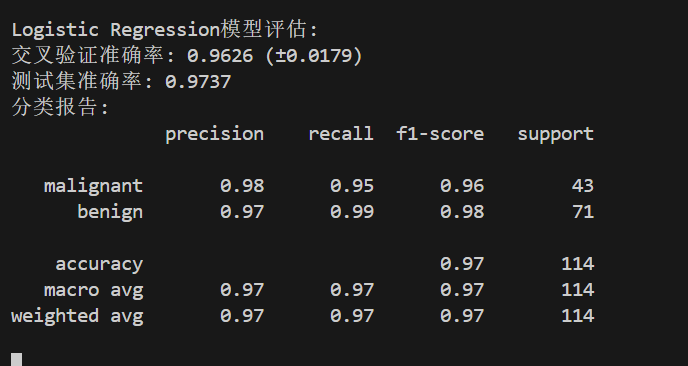 Logistic Regression模型评估:
交叉验证准确率: 0.9626 (±0.0179)
测试集准确率: 0.9737
分类报告:
precision recall f1-score support
malignant 0.98 0.95 0.96 43
benign 0.97 0.99 0.98 71
accuracy 0.97 114
macro avg 0.97 0.97 0.97 114
weighted avg 0.97 0.97 0.97 114